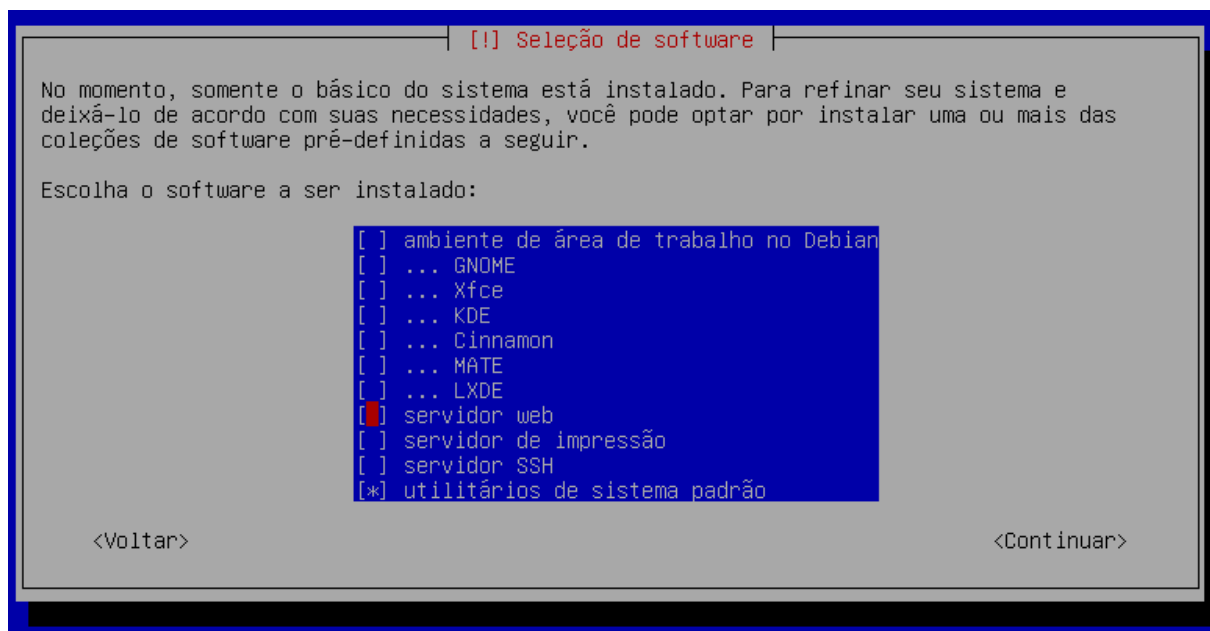 [!] Seleção de software
No momento, somente o básico do sistema está instalado. Para refinar seu sistema e
deixá-lo de acordo com suas necessidades, você pode optar por instalar uma ou mais das
coleções de software pré-definidas a seguir.
Escolha o software a ser instalado:
[ ] ambiente de área de trabalho no Debian
[ ] ... GNOME
[ ] ... Xfce
[ ] ... KDE
[ ] ... Cinnamon
[ ] ... MATE
[ ] ... LXDE
[ ] servidor web
[ ] servidor de impressão
[ ] servidor SSH
[*] utilitários de sistema padrão
<Voltar> <Continuar>